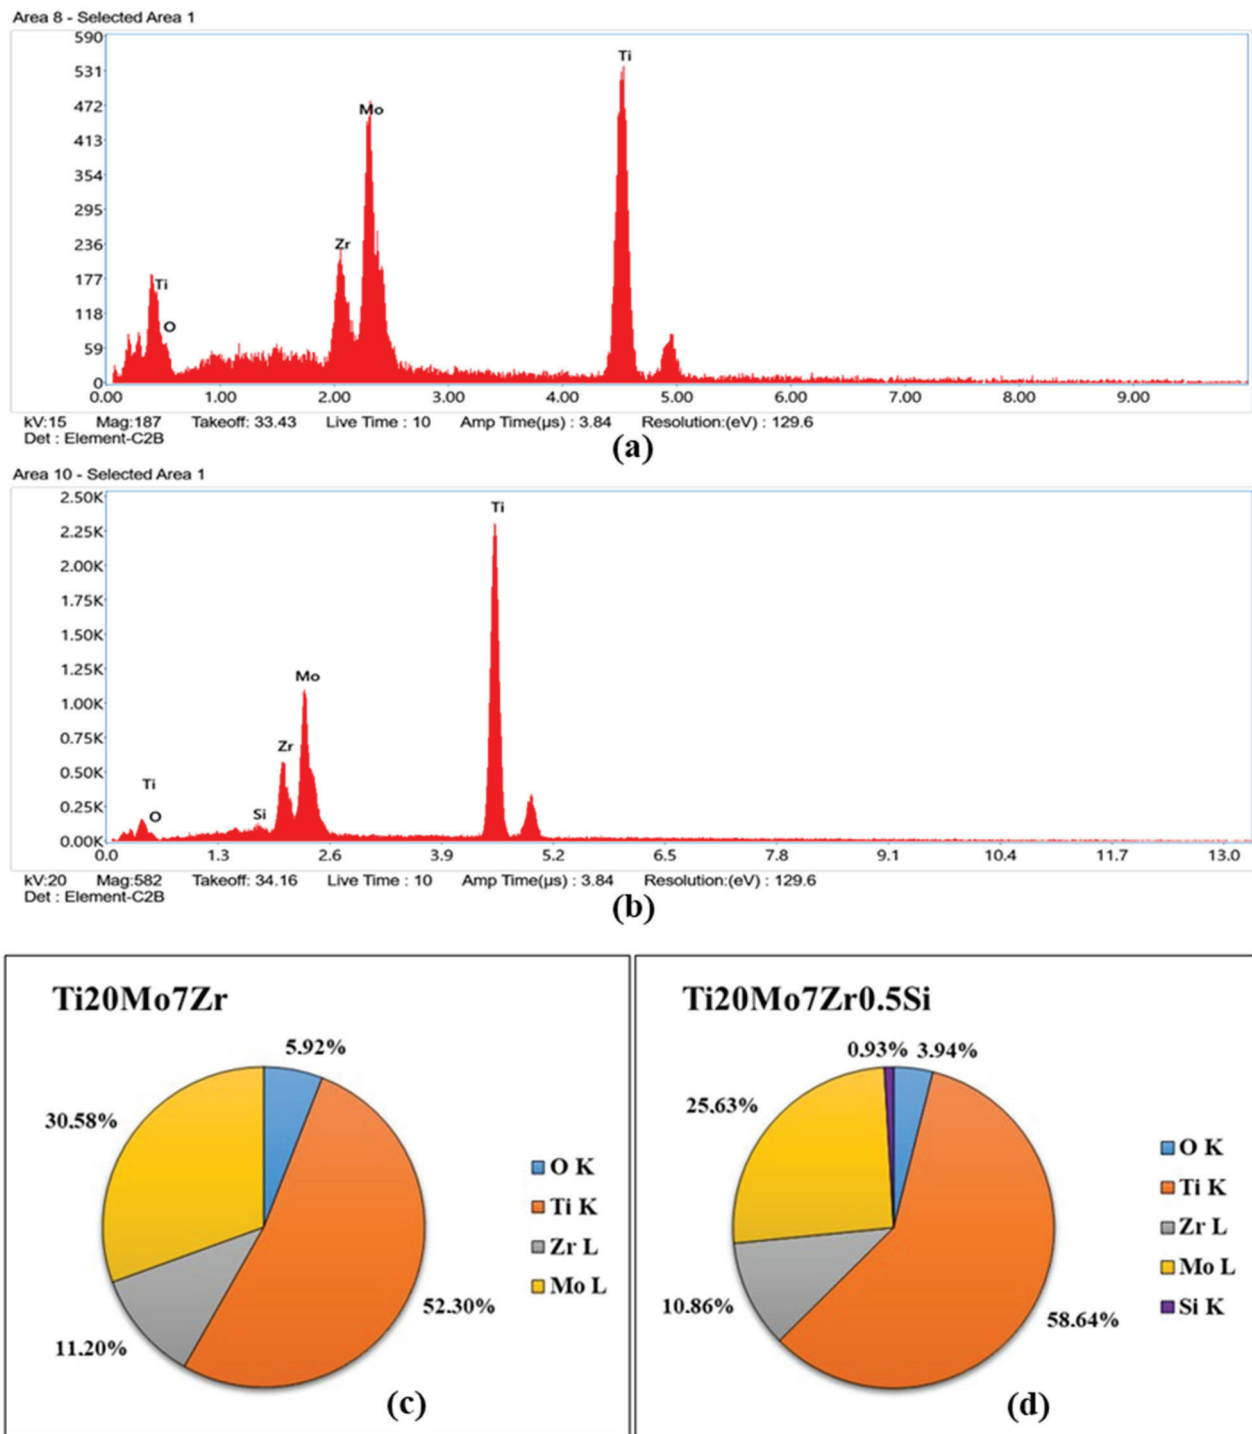 Area 8 - Selected Area 1
590
531
472
413
354
295
236
177
118
59
0
Ti
Mo
Zr
Ti
O
0.00 1.00 2.00 3.00 4.00 5.00 6.00 7.00 8.00 9.00
kV:15 Mag:187 Takeoff: 33.43 Live Time : 10 Amp Time(µs) : 3.84 Resolution:(eV) : 129.6
Det : Element-C2B
(a)
Area 10 - Selected Area 1
2.50K
2.25K
2.00K
1.75K
1.50K
1.25K
1.00K
0.75K
0.50K
0.25K
0.00K
Ti
Mo
Zr
Ti
Si
O
0.0 1.3 2.6 3.9 5.2 6.5 7.8 9.1 10.4 11.7 13.0
kV:20 Mag:582 Takeoff: 34.16 Live Time : 10 Amp Time(µs) : 3.84 Resolution:(eV) : 129.6
Det : Element-C2B
(b)
Ti20Mo7Zr
5.92%
30.58%
52.30%
11.20%
O K
Ti K
Zr L
Mo L
(c)
Ti20Mo7Zr0.5Si
0.93% 3.94%
25.63%
10.86%
58.64%
O K
Ti K
Zr L
Mo L
Si K
(d)